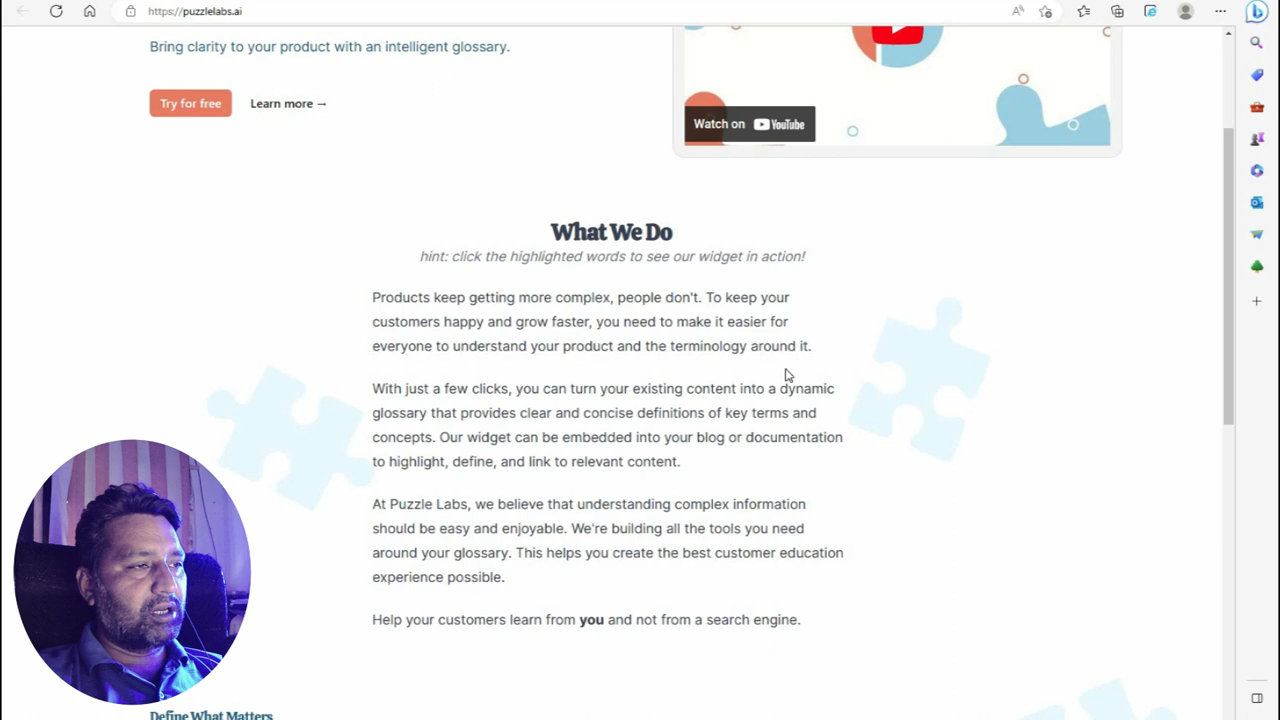 https://puzzlelabs.ai
Bring clarity to your product with an intelligent glossary.
Try for free
Learn more →
Watch on YouTube
What We Do
hint: click the highlighted words to see our widget in action!
Products keep getting more complex, people don't. To keep your
customers happy and grow faster, you need to make it easier for
everyone to understand your product and the terminology around it.
With just a few clicks, you can turn your existing content into a dynamic
glossary that provides clear and concise definitions of key terms and
concepts. Our widget can be embedded into your blog or documentation
to highlight, define, and link to relevant content.
At Puzzle Labs, we believe that understanding complex information
should be easy and enjoyable. We're building all the tools you need
around your glossary. This helps you create the best customer education
experience possible.
Help your customers learn from you and not from a search engine.
Define What Matters